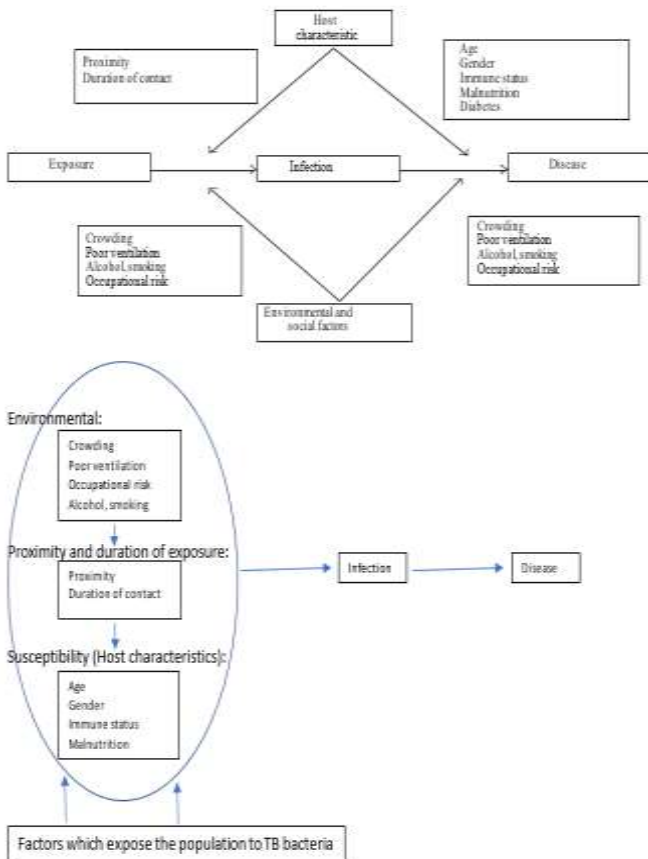 Host
characteristic
Proximity
Duration of contact
Age
Gender
Immune status
Malnutrition
Diabetes
Exposure
Infection
Disease
Crowding
Poor ventilation
Alcohol, smoking
Occupational risk
Crowding
Poor ventilation
Alcohol, smoking
Occupational risk
Environmental and
social factors
Environmental:
Crowding
Poor ventilation
Occupational risk
Alcohol, smoking
Proximity and duration of exposure:
Proximity
Duration of contact
Infection
Disease
Susceptibility (Host characteristics):
Age
Gender
Immune status
Malnutrition
Factors which expose the population to TB bacteria